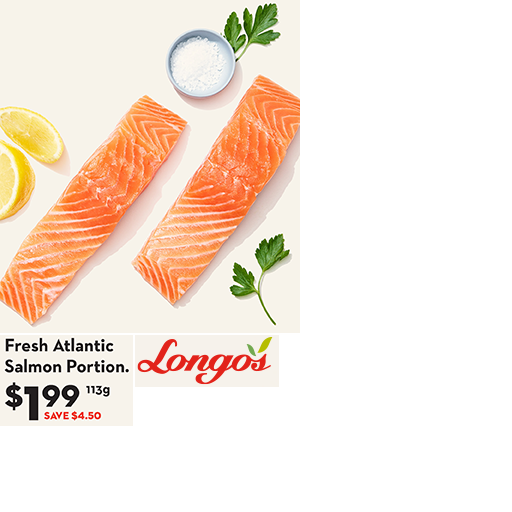 Fresh Atlantic
Salmon Portion.
$1.99 113g
SAVE $4.50
Longo's